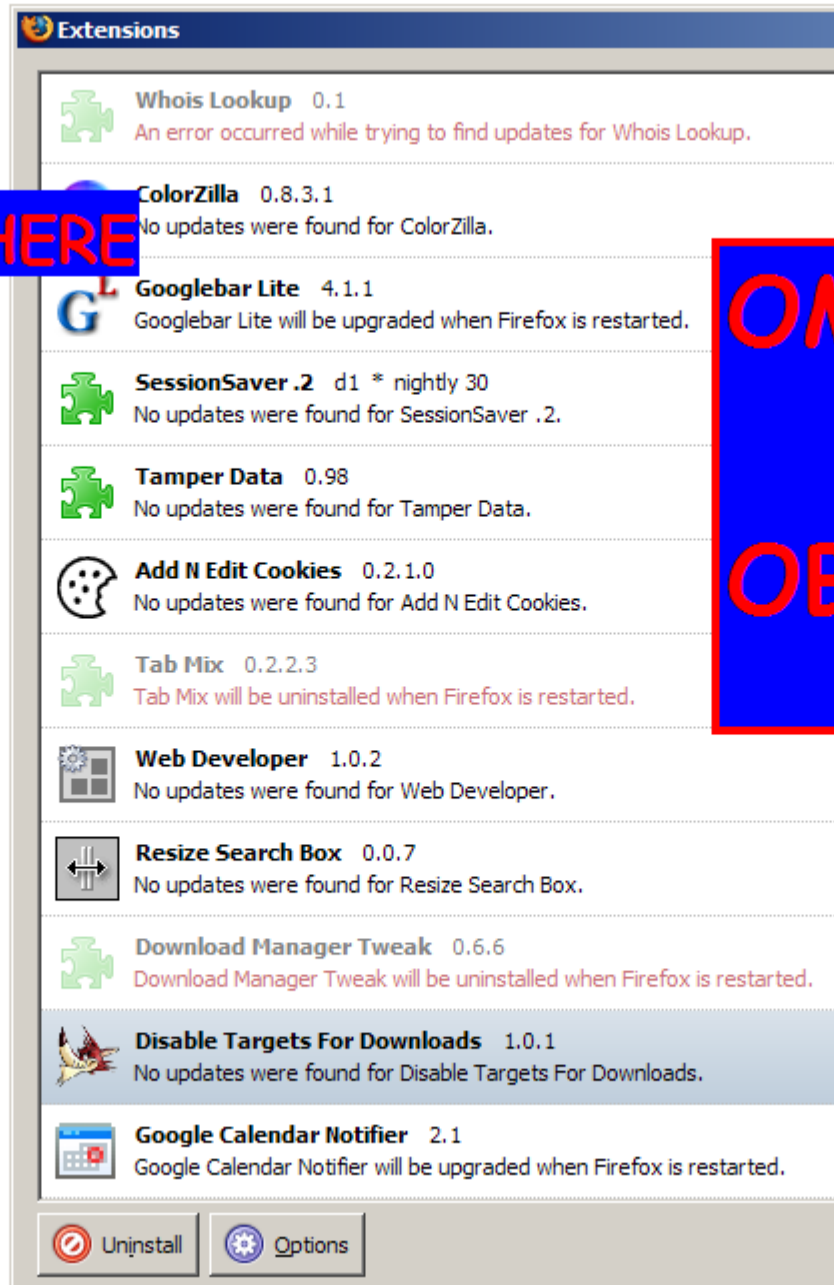 Extensions
Whois Lookup 0.1
An error occurred while trying to find updates for Whois Lookup.
ColorZilla 0.8.3.1
No updates were found for ColorZilla.
HERE
Googlebar Lite 4.1.1
Googlebar Lite will be upgraded when Firefox is restarted.
SessionSaver .2 d1 * nightly 30
No updates were found for SessionSaver .2.
Tamper Data 0.98
No updates were found for Tamper Data.
Add N Edit Cookies 0.2.1.0
No updates were found for Add N Edit Cookies.
Tab Mix 0.2.2.3
Tab Mix will be uninstalled when Firefox is restarted.
Web Developer 1.0.2
No updates were found for Web Developer.
Resize Search Box 0.0.7
No updates were found for Resize Search Box.
Download Manager Tweak 0.6.6
Download Manager Tweak will be uninstalled when Firefox is restarted.
Disable Targets For Downloads 1.0.1
No updates were found for Disable Targets For Downloads.
Google Calendar Notifier 2.1
Google Calendar Notifier will be upgraded when Firefox is restarted.
Uninstall Options